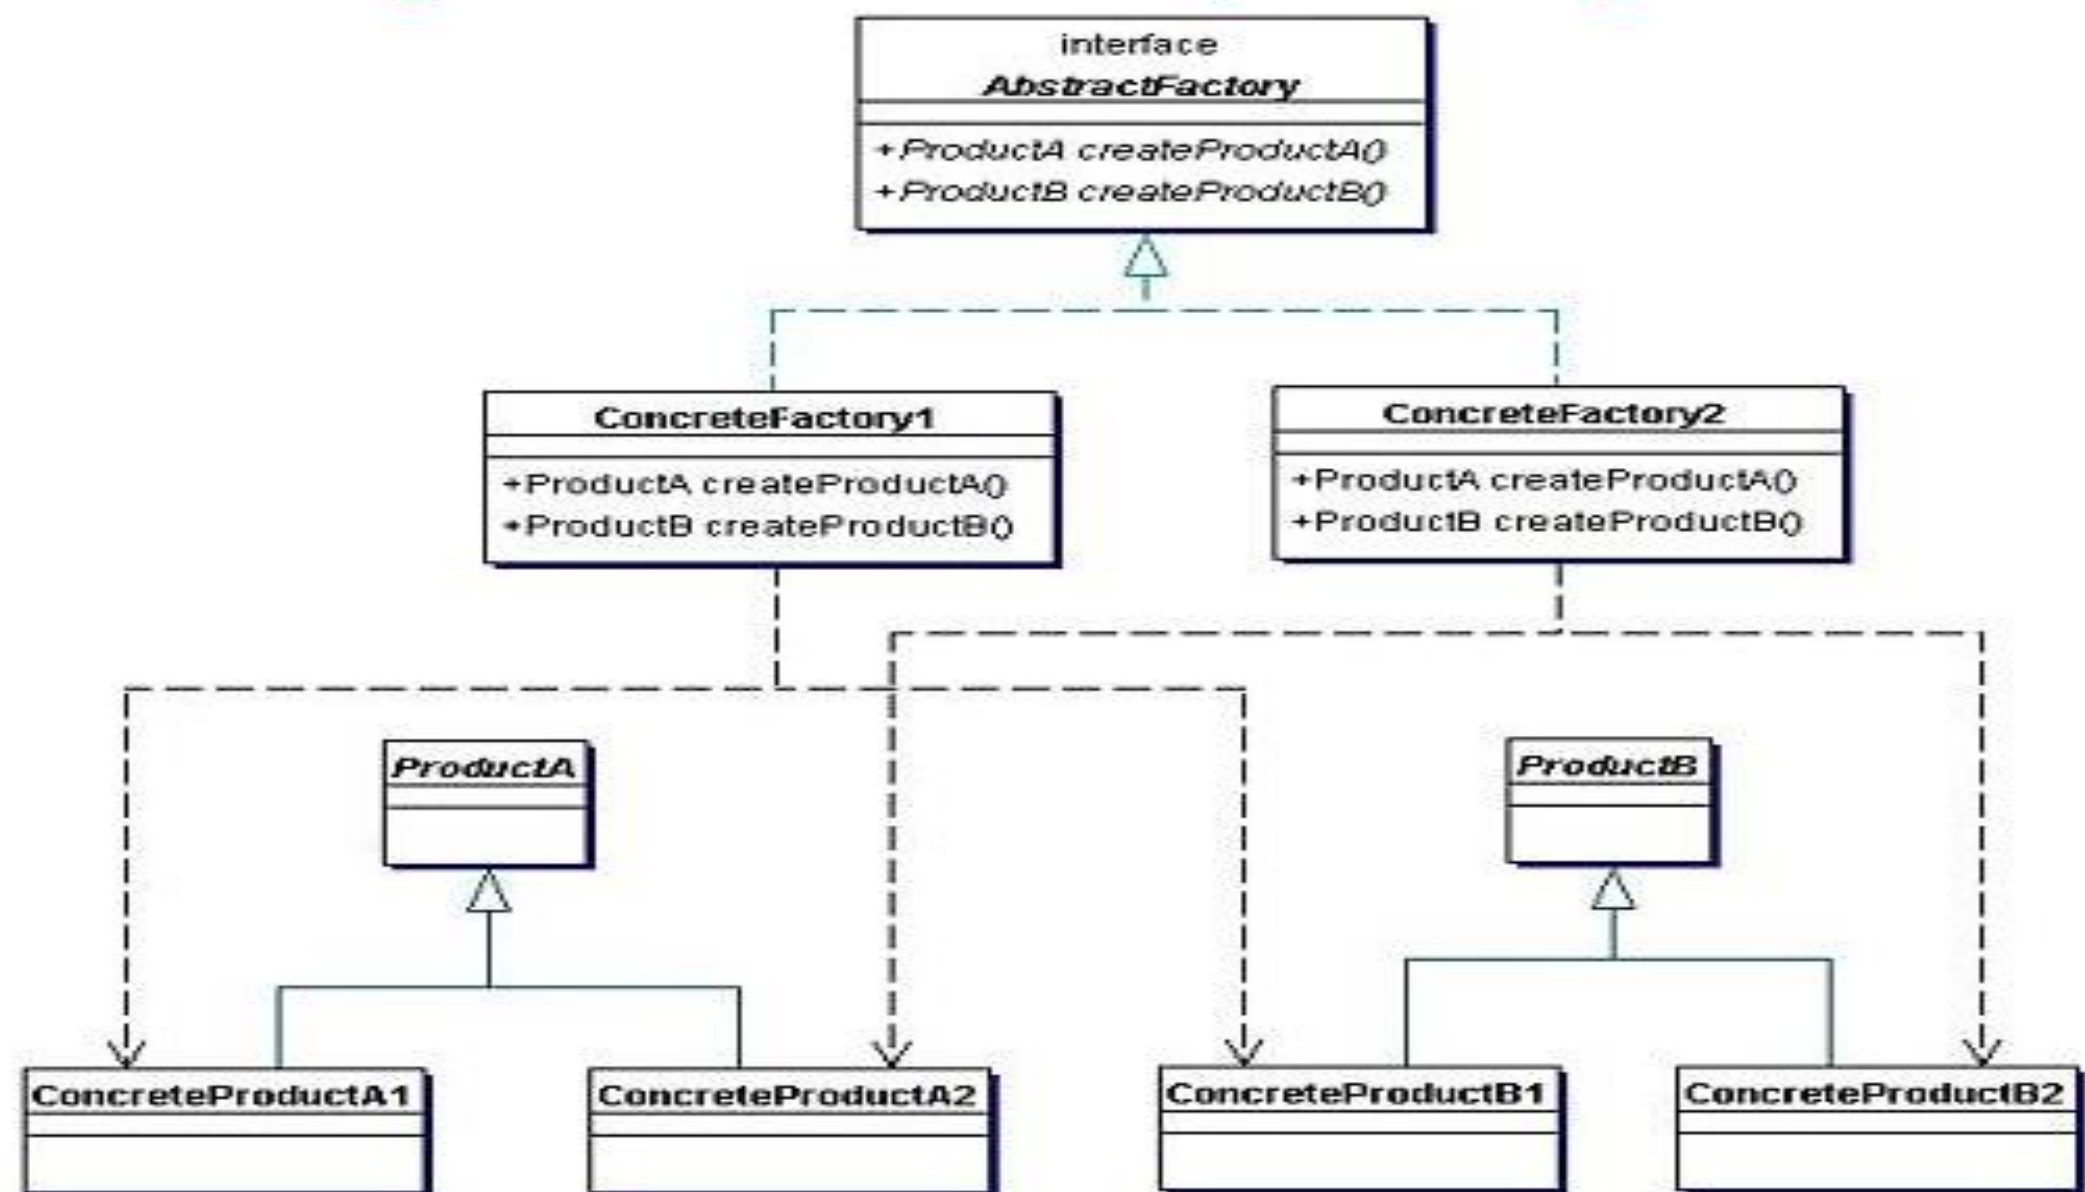 interface
AbstractFactory
+ProductA createProductA()
+ProductB createProductB()
ConcreteFactory1
+ProductA createProductA()
+ProductB createProductB()
ConcreteFactory2
+ProductA createProductA()
+ProductB createProductB()
ProductA
ProductB
ConcreteProductA1
ConcreteProductA2
ConcreteProductB1
ConcreteProductB2